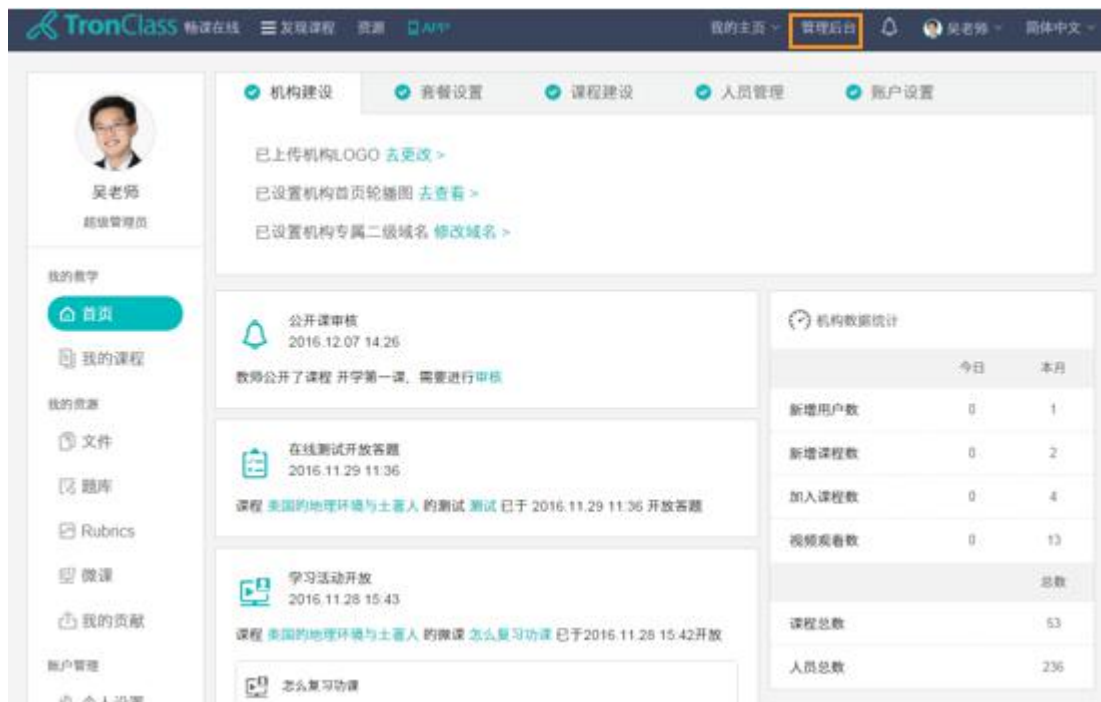 TronClass 畅课在线 发现课程 资源 APP 我的主页 管理后台 吴老师 简体中文
吴老师
超级管理员
我的教学
首页
我的课程
我的资源
文件
题库
Rubrics
微课
我的贡献
账户管理
个人设置
机构建设 套餐设置 课程建设 人员管理 账户设置
已上传机构LOGO 去更改 >
已设置机构首页轮播图 去查看 >
已设置机构专属二级域名 修改域名 >
公开课审核
2016.12.07 14:26
教师公开了课程 开学第一课, 需要进行审核
在线测试开放答题
2016.11.29 11:36
课程 美国的地理环境与土著人 的测试 测试 已于 2016.11.29 11:36 开放答题
学习活动开放
2016.11.28 15:43
课程 美国的地理环境与土著人 的微课 怎么复习功课 已于2016.11.28 15:42开放
怎么复习功课
机构数据统计
今日 本月
新增用户数 0 1
新增课程数 0 2
加入课程数 0 4
视频观看数 0 13
总数
课程总数 53
人员总数 236